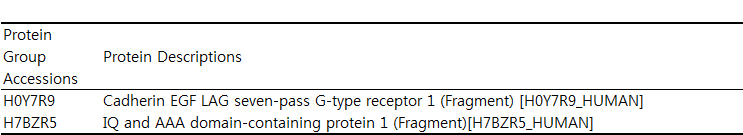 Protein
Group
Accessions
Protein Descriptions
H0Y7R9 Cadherin EGF LAG seven-pass G-type receptor 1 (Fragment) [H0Y7R9_HUMAN]
H7BZR5 IQ and AAA domain-containing protein 1 (Fragment)[H7BZR5_HUMAN]